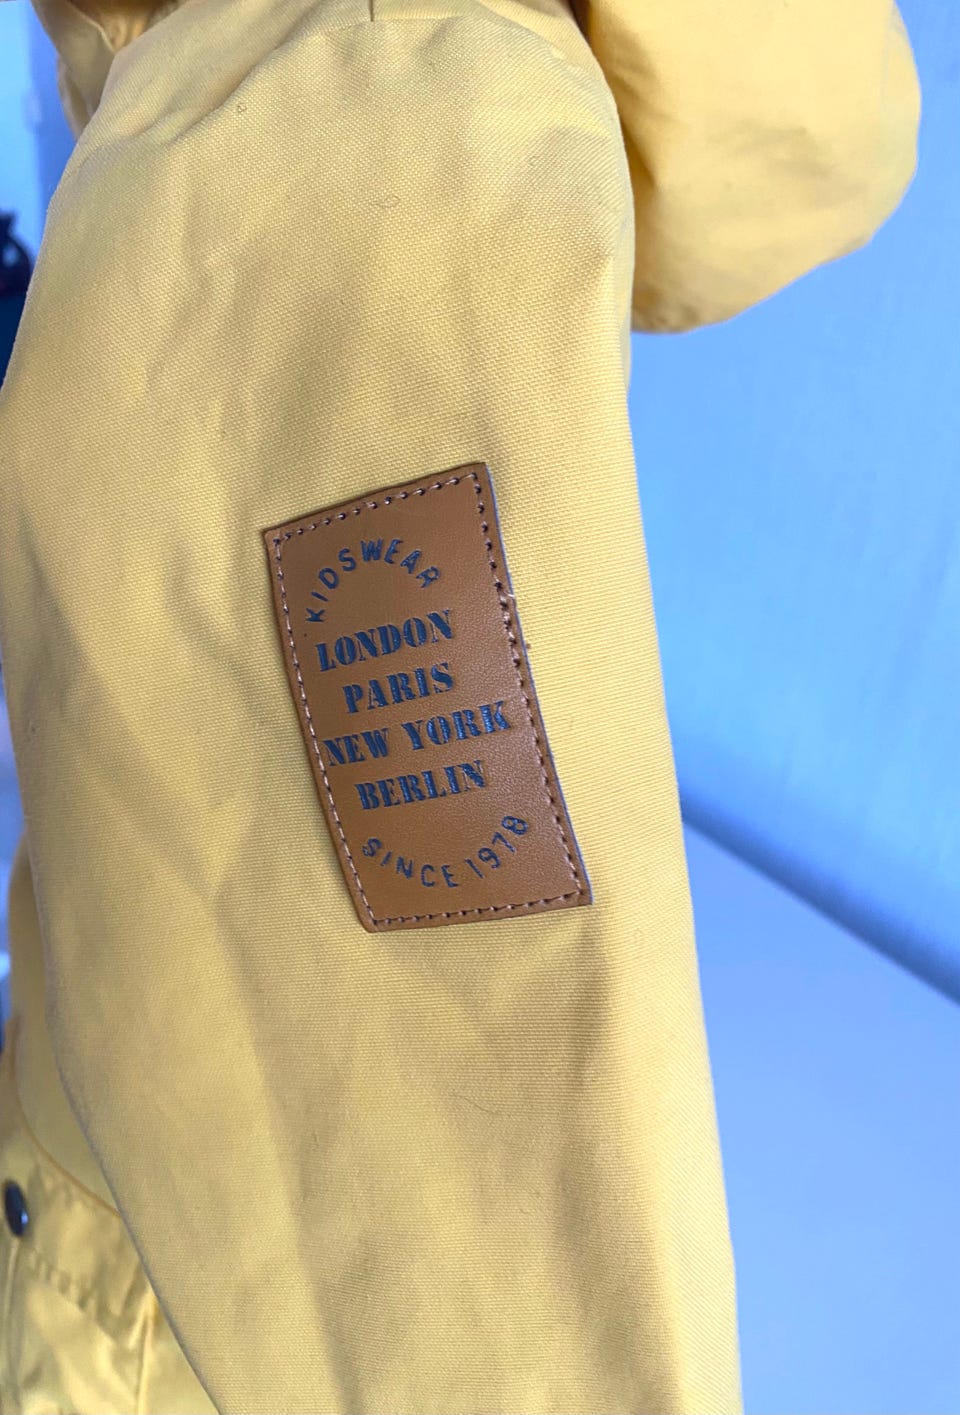 KIDSWEAR
LONDON
PARIS
NEW YORK
BERLIN
SINCE 1978